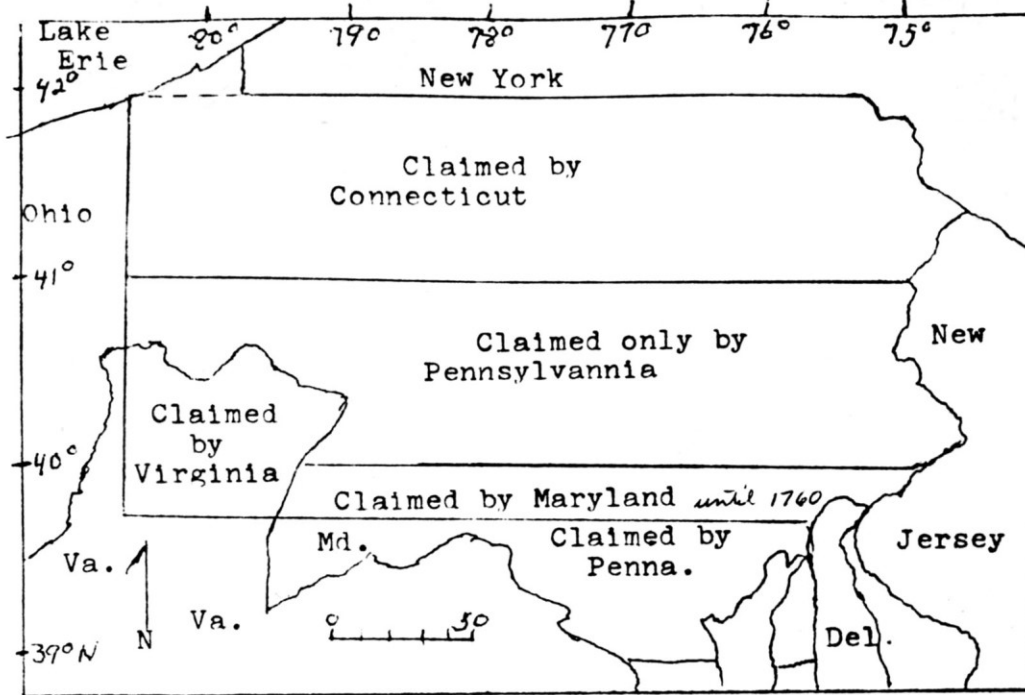 Lake
Erie
80° 79° 78° 77° 76° 75°
42°
New York
Claimed by
Connecticut
Ohio
41°
Claimed only by
Pennsylvannia
New
Claimed
by
Virginia
40°
Claimed by Maryland until 1760
Md.
Claimed by
Penna.
Jersey
Va.
Va.
0 50
N
Del.
39°N